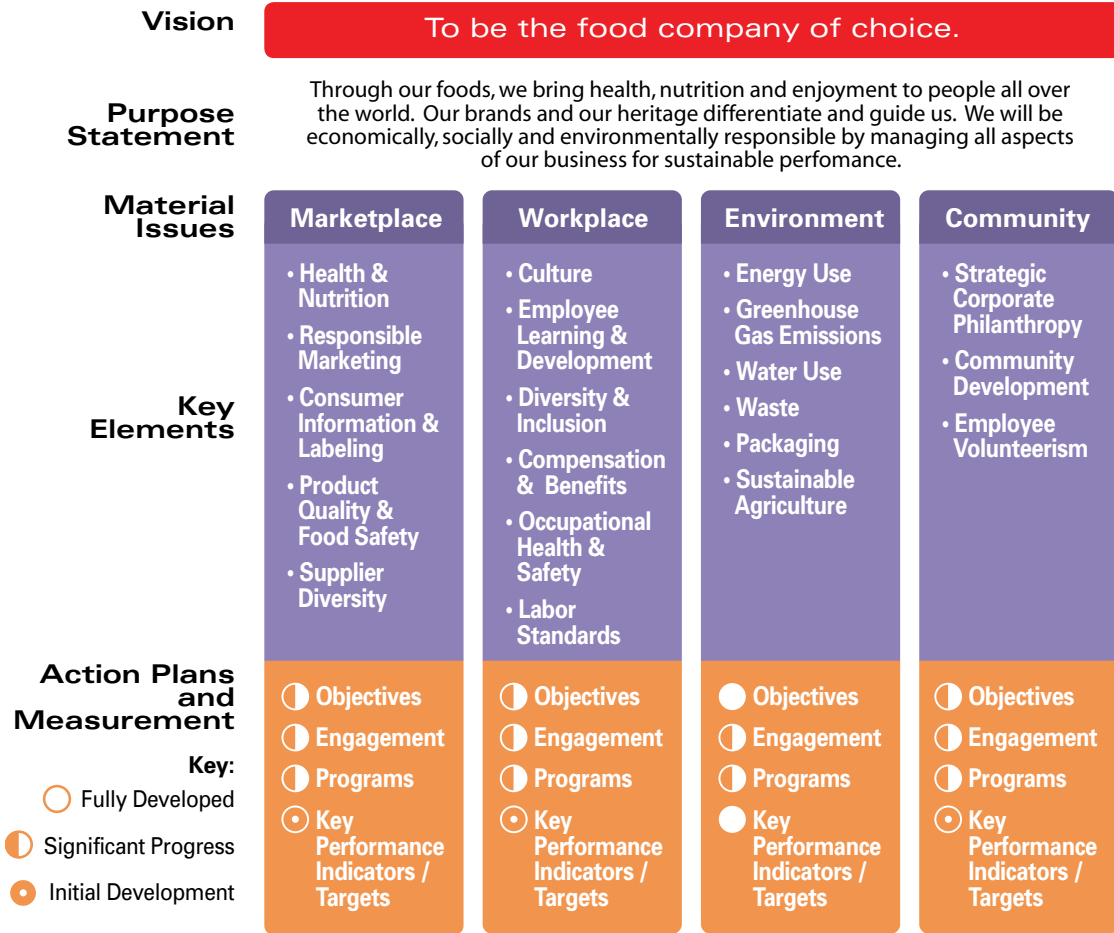 Vision
To be the food company of choice.
Purpose
Statement
Through our foods, we bring health, nutrition and enjoyment to people all over
the world. Our brands and our heritage differentiate and guide us. We will be
economically, socially and environmentally responsible by managing all aspects
of our business for sustainable perfomance.
Material
Issues
Marketplace
Workplace
Environment
Community
Key
Elements
• Health &
Nutrition
• Responsible
Marketing
• Consumer
Information &
Labeling
• Product
Quality &
Food Safety
• Supplier
Diversity
• Culture
• Employee
Learning &
Development
• Diversity &
Inclusion
• Compensation
& Benefits
• Occupational
Health &
Safety
• Labor
Standards
• Energy Use
• Greenhouse
Gas Emissions
• Water Use
• Waste
• Packaging
• Sustainable
Agriculture
• Strategic
Corporate
Philanthropy
• Community
Development
• Employee
Volunteerism
Action Plans
and
Measurement
Key:
Fully Developed
Significant Progress
Initial Development
Objectives
Engagement
Programs
Key
Performance
Indicators /
Targets
Objectives
Engagement
Programs
Key
Performance
Indicators /
Targets
Objectives
Engagement
Programs
Key
Performance
Indicators /
Targets
Objectives
Engagement
Programs
Key
Performance
Indicators /
Targets